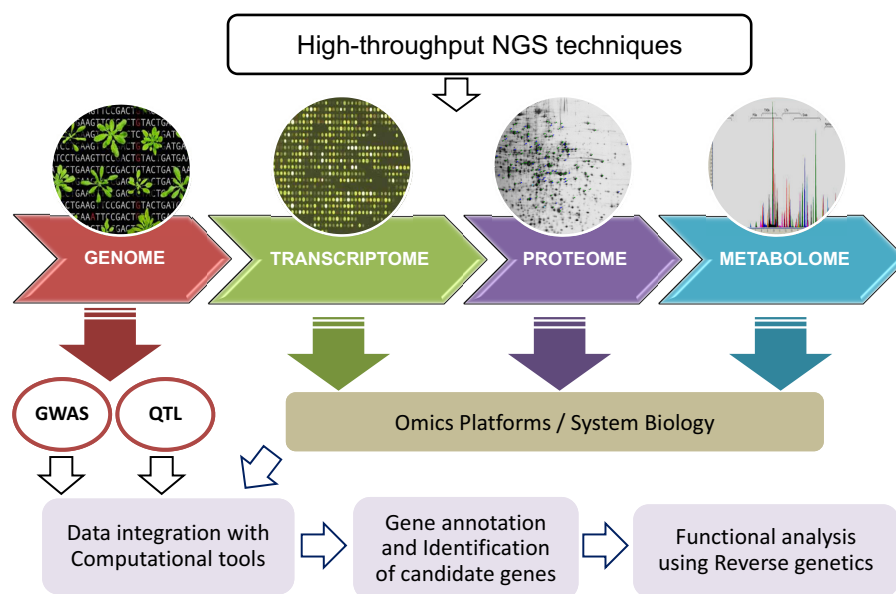 High-throughput NGS techniques
GENOME
TRANSCRIPTOME
PROTEOME
METABOLOME
GWAS
QTL
Omics Platforms / System Biology
Data integration with
Computational tools
Gene annotation
and Identification
of candidate genes
Functional analysis
using Reverse genetics